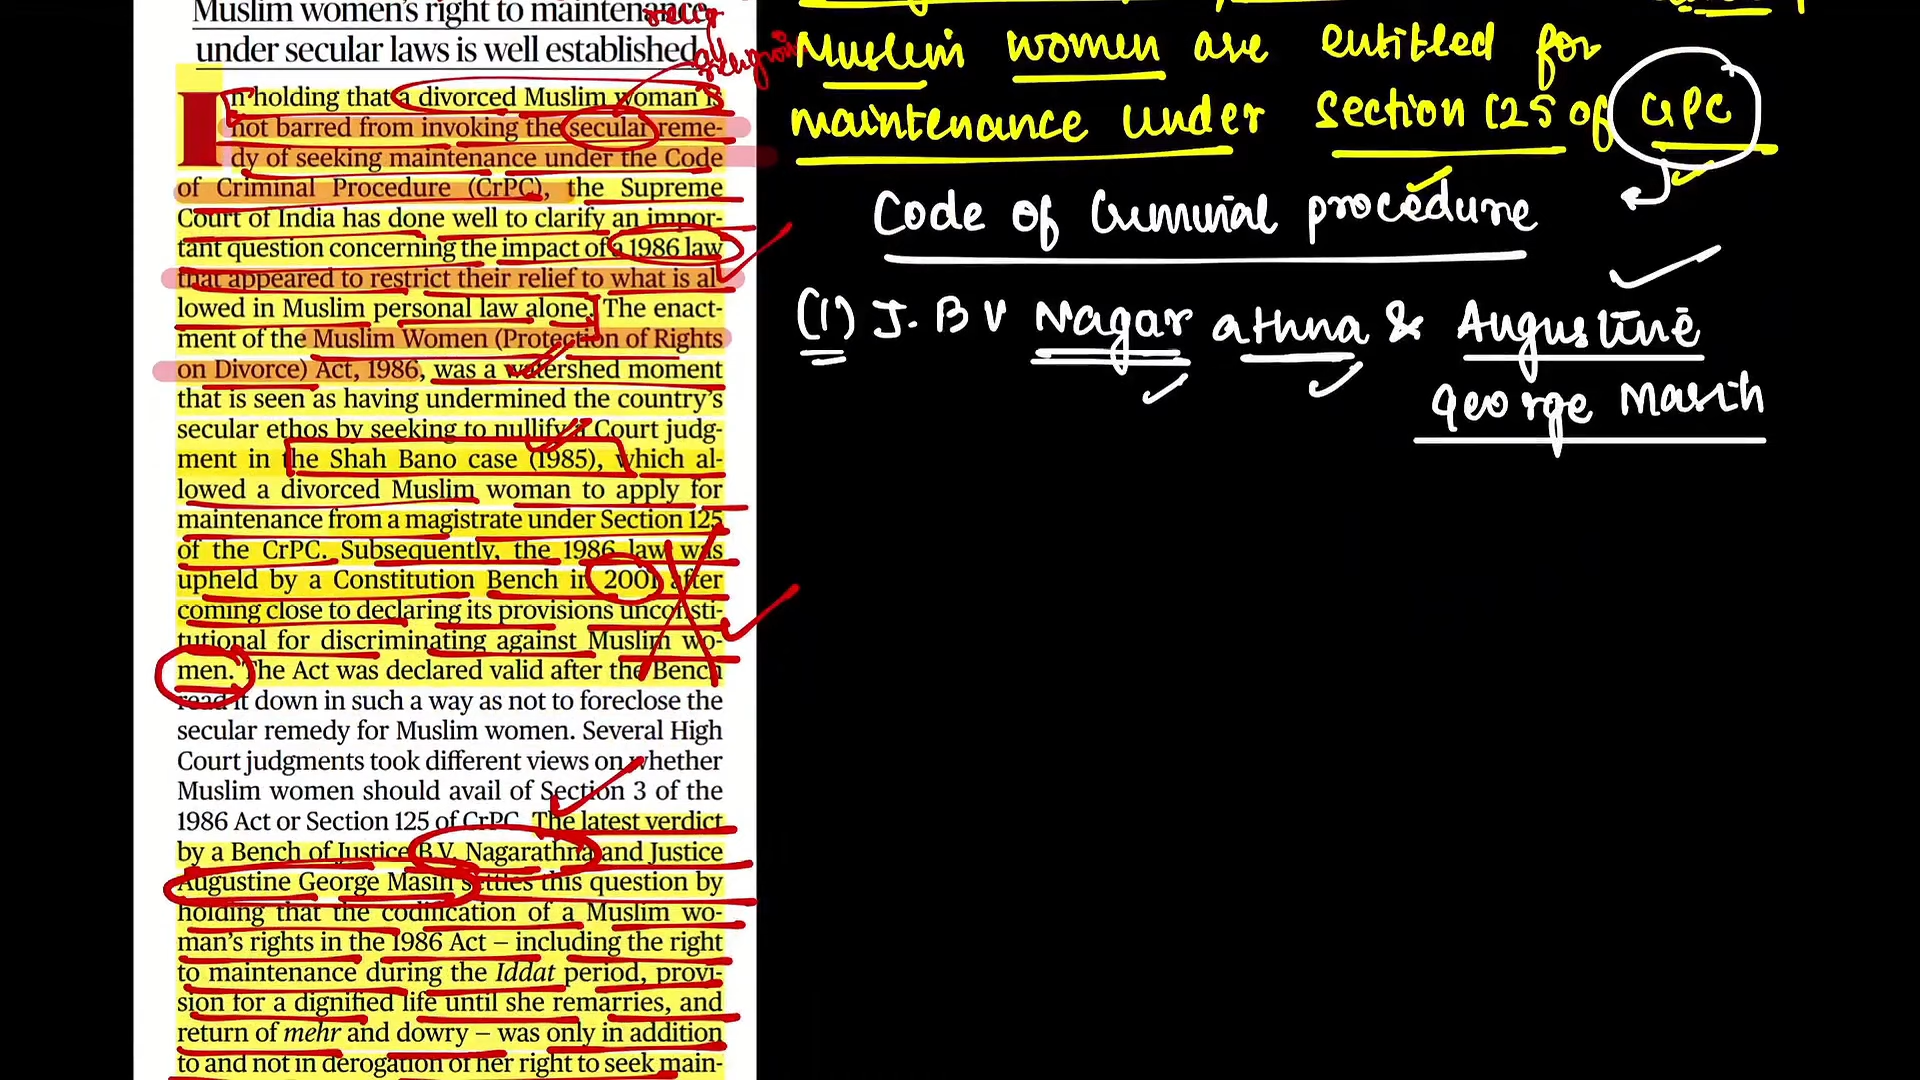 Muslim women's right to maintenance
under secular laws is well established
In holding that a divorced Muslim woman is
not barred from invoking the secular reme-
dy of seeking maintenance under the Code
of Criminal Procedure (CrPC), the Supreme
Court of India has done well to clarify an impor-
tant question concerning the impact of a 1986 law
that appeared to restrict their relief to what is al-
lowed in Muslim personal law alone. The enact-
ment of the Muslim Women (Protection of Rights
on Divorce) Act, 1986, was a watershed moment
that is seen as having undermined the country's
secular ethos by seeking to nullify a Court judg-
ment in the Shah Bano case (1985), which al-
lowed a divorced Muslim woman to apply for
maintenance from a magistrate under Section 125
of the CrPC. Subsequently, the 1986 law was
upheld by a Constitution Bench in 2001 after
coming close to declaring its provisions unconsti-
tutional for discriminating against Muslim wo-
men. The Act was declared valid after the Bench
read it down in such a way as not to foreclose the
secular remedy for Muslim women. Several High
Court judgments took different views on whether
Muslim women should avail of Section 3 of the
1986 Act or Section 125 of CrPC. The latest verdict
by a Bench of Justice B.V. Nagarathna and Justice
Augustine George Masih settles this question by
holding that the codification of a Muslim wo-
man's rights in the 1986 Act – including the right
to maintenance during the Iddat period, provi-
sion for a dignified life until she remarries, and
return of mehr and dowry – was only in addition
to and not in derogation of her right to seek main-
Muslim women are entitled for
maintenance under section 125 of CrPC
Code of Criminal procedure
(1) J. B V Nagar athna & Augustine
George Masih